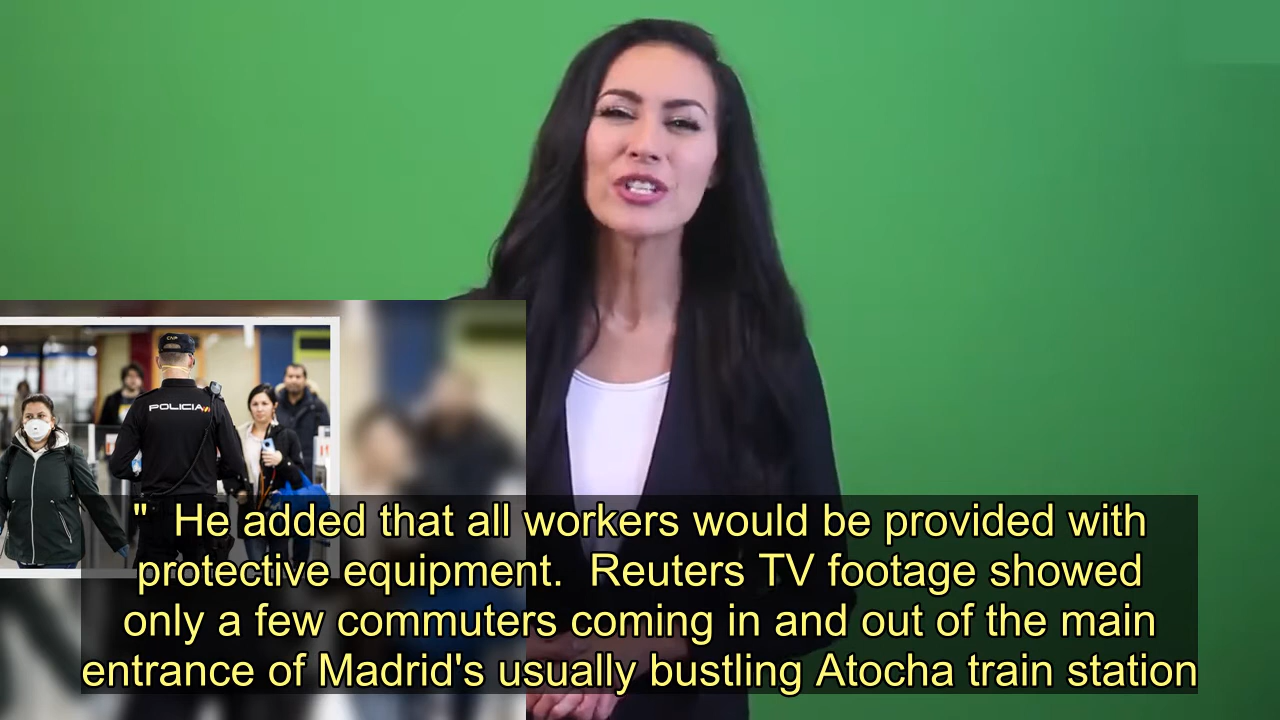 CNP
POLICIA
"  He added that all workers would be provided with
protective equipment.  Reuters TV footage showed
only a few commuters coming in and out of the main
entrance of Madrid's usually bustling Atocha train station